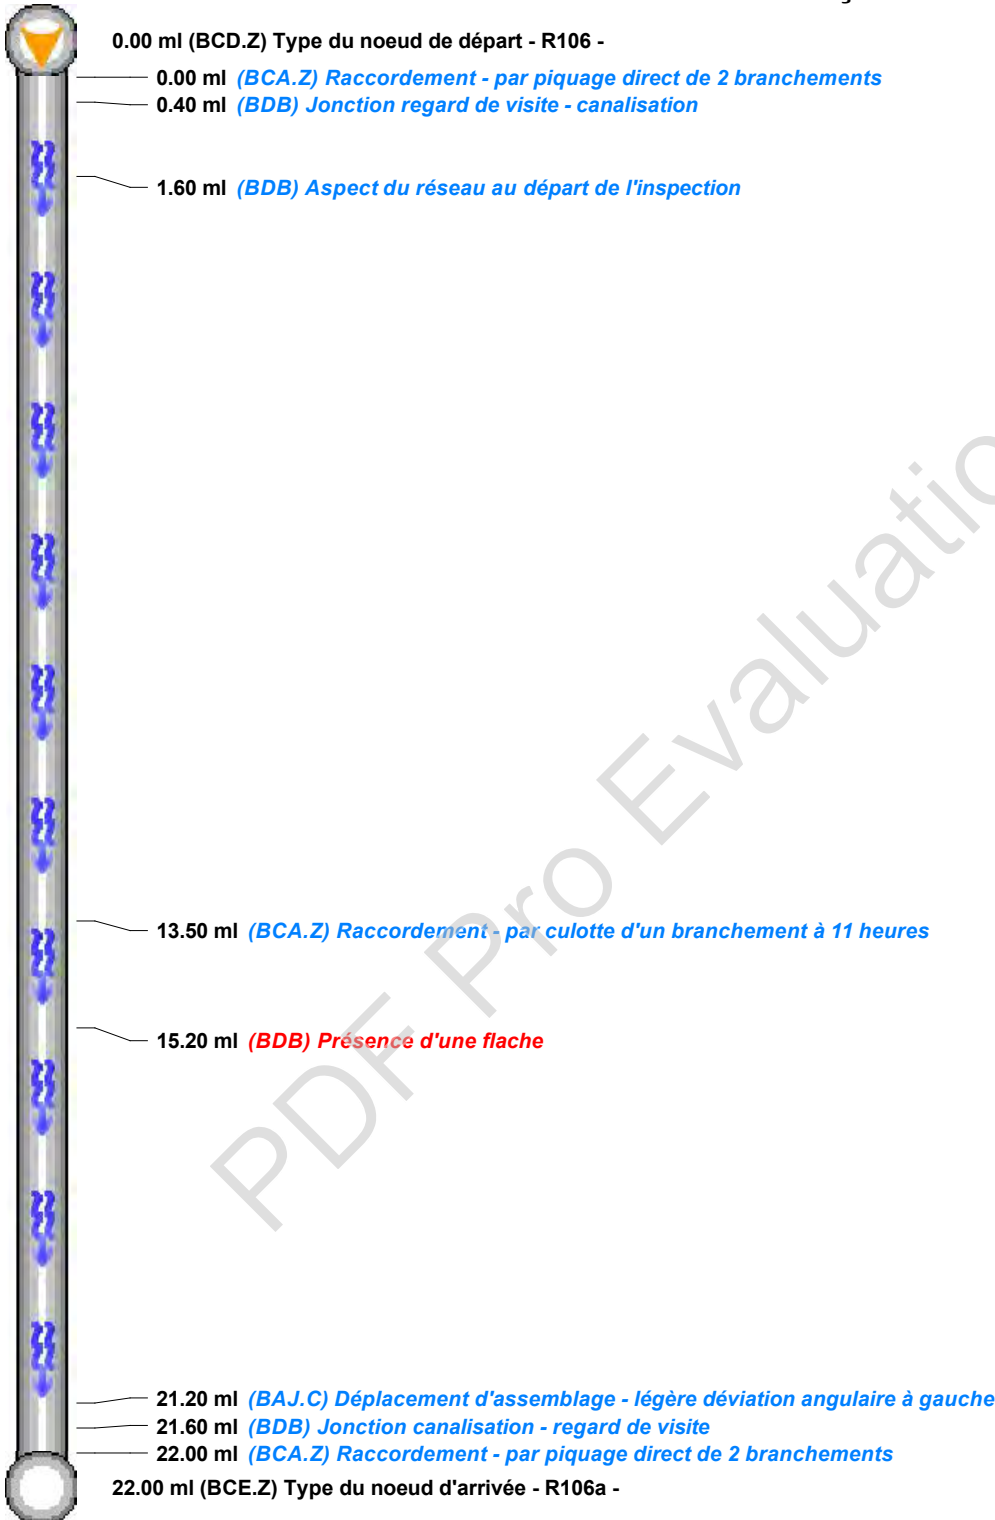 0.00 ml (BCD.Z) Type du noeud de départ - R106 -
0.00 ml (BCA.Z) Raccordement - par piquage direct de 2 branchements
0.40 ml (BDB) Jonction regard de visite - canalisation
1.60 ml (BDB) Aspect du réseau au départ de l'inspection
13.50 ml (BCA.Z) Raccordement - par culotte d'un branchement à 11 heures
15.20 ml (BDB) Présence d'une flache
21.20 ml (BAJ.C) Déplacement d'assemblage - légère déviation angulaire à gauche
21.60 ml (BDB) Jonction canalisation - regard de visite
22.00 ml (BCA.Z) Raccordement - par piquage direct de 2 branchements
22.00 ml (BCE.Z) Type du noeud d'arrivée - R106a -
PDF Pro Evaluatio